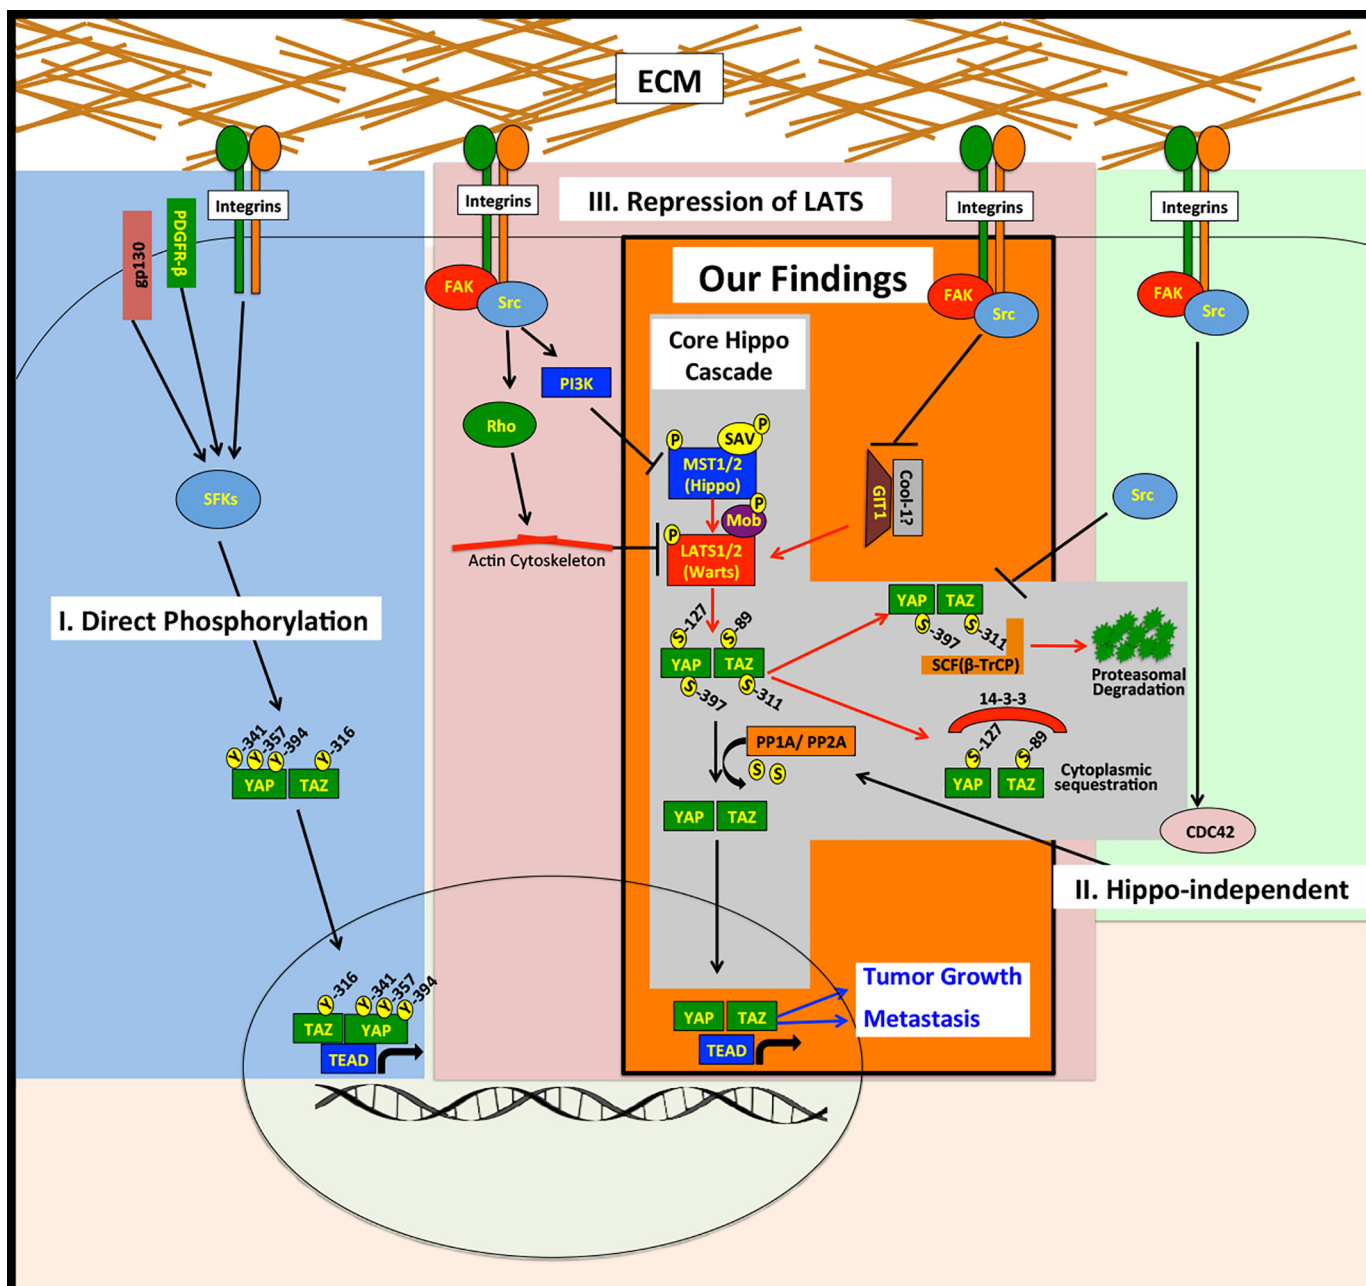 ECM
Integrins
Integrins
Integrins
Integrins
III. Repression of LATS
gp130
PDGFR-β
FAK
Src
FAK
Src
FAK
Src
Our Findings
Core Hippo
Cascade
PI3K
Rho
P
SAV
P
MST1/2
(Hippo)
GIT1
Cool-1?
SFKs
Src
P
Mob
P
LATS1/2
(Warts)
Actin Cytoskeleton
I. Direct Phosphorylation
S-127
S-89
YAP
TAZ
S-397
S-311
YAP
TAZ
S-397
S-311
SCF(β-TrCP)
Proteasomal
Degradation
14-3-3
S-127
S-89
YAP
TAZ
Cytoplasmic
sequestration
PP1A/ PP2A
S
S
Y-341
Y-357
Y-394
Y-316
YAP
TAZ
YAP
TAZ
CDC42
II. Hippo-independent
Y-316
Y-341
Y-357
Y-394
TAZ
YAP
TEAD
YAP
TAZ
TEAD
Tumor Growth
Metastasis